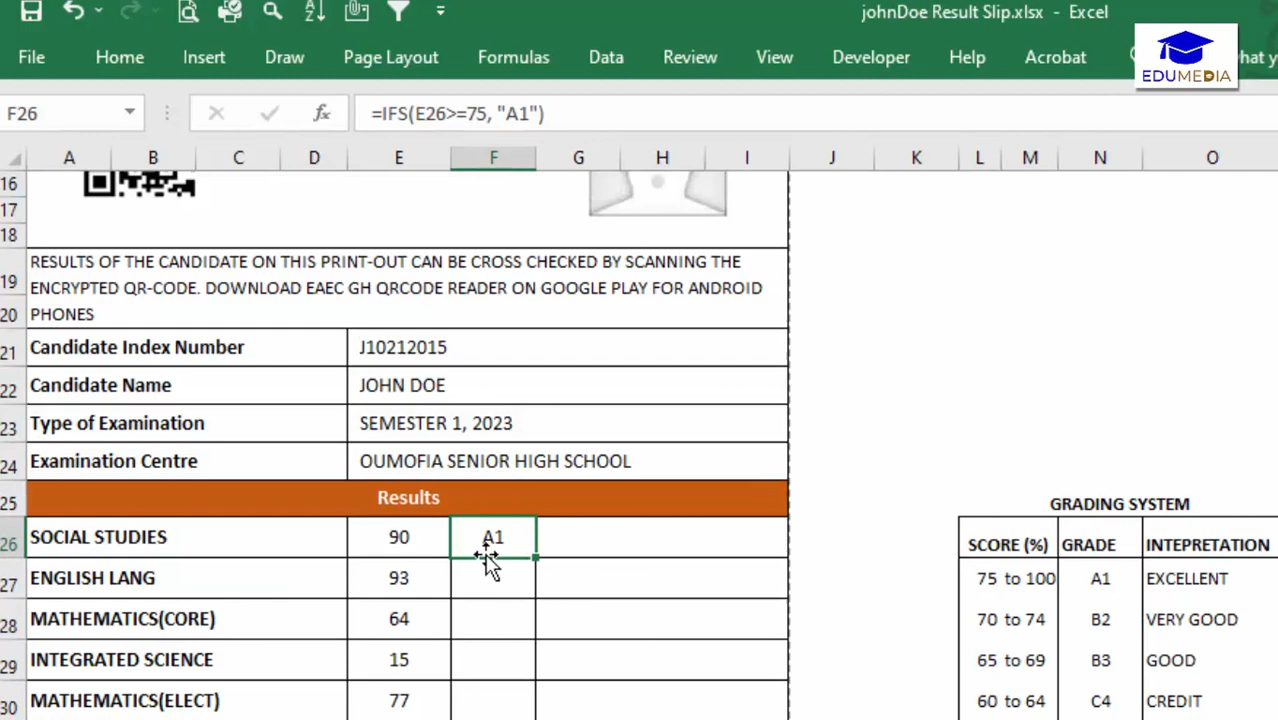 johnDoe Result Slip.xlsx - Excel
EDUMEDIA
File Home Insert Draw Page Layout Formulas Data Review View Developer Help Acrobat what y
F26 fx =IFS(E26>=75, "A1")
A B C D E F G H I J K L M N O
16
17
18
19 RESULTS OF THE CANDIDATE ON THIS PRINT-OUT CAN BE CROSS CHECKED BY SCANNING THE
ENCRYPTED QR-CODE. DOWNLOAD EAEC GH QRCODE READER ON GOOGLE PLAY FOR ANDROID
20 PHONES
21 Candidate Index Number J10212015
22 Candidate Name JOHN DOE
23 Type of Examination SEMESTER 1, 2023
24 Examination Centre OUMOFIA SENIOR HIGH SCHOOL
25 Results GRADING SYSTEM
26 SOCIAL STUDIES 90 A1 SCORE (%) GRADE INTEPRETATION
27 ENGLISH LANG 93 75 to 100 A1 EXCELLENT
28 MATHEMATICS(CORE) 64 70 to 74 B2 VERY GOOD
29 INTEGRATED SCIENCE 15 65 to 69 B3 GOOD
30 MATHEMATICS(ELECT) 77 60 to 64 C4 CREDIT